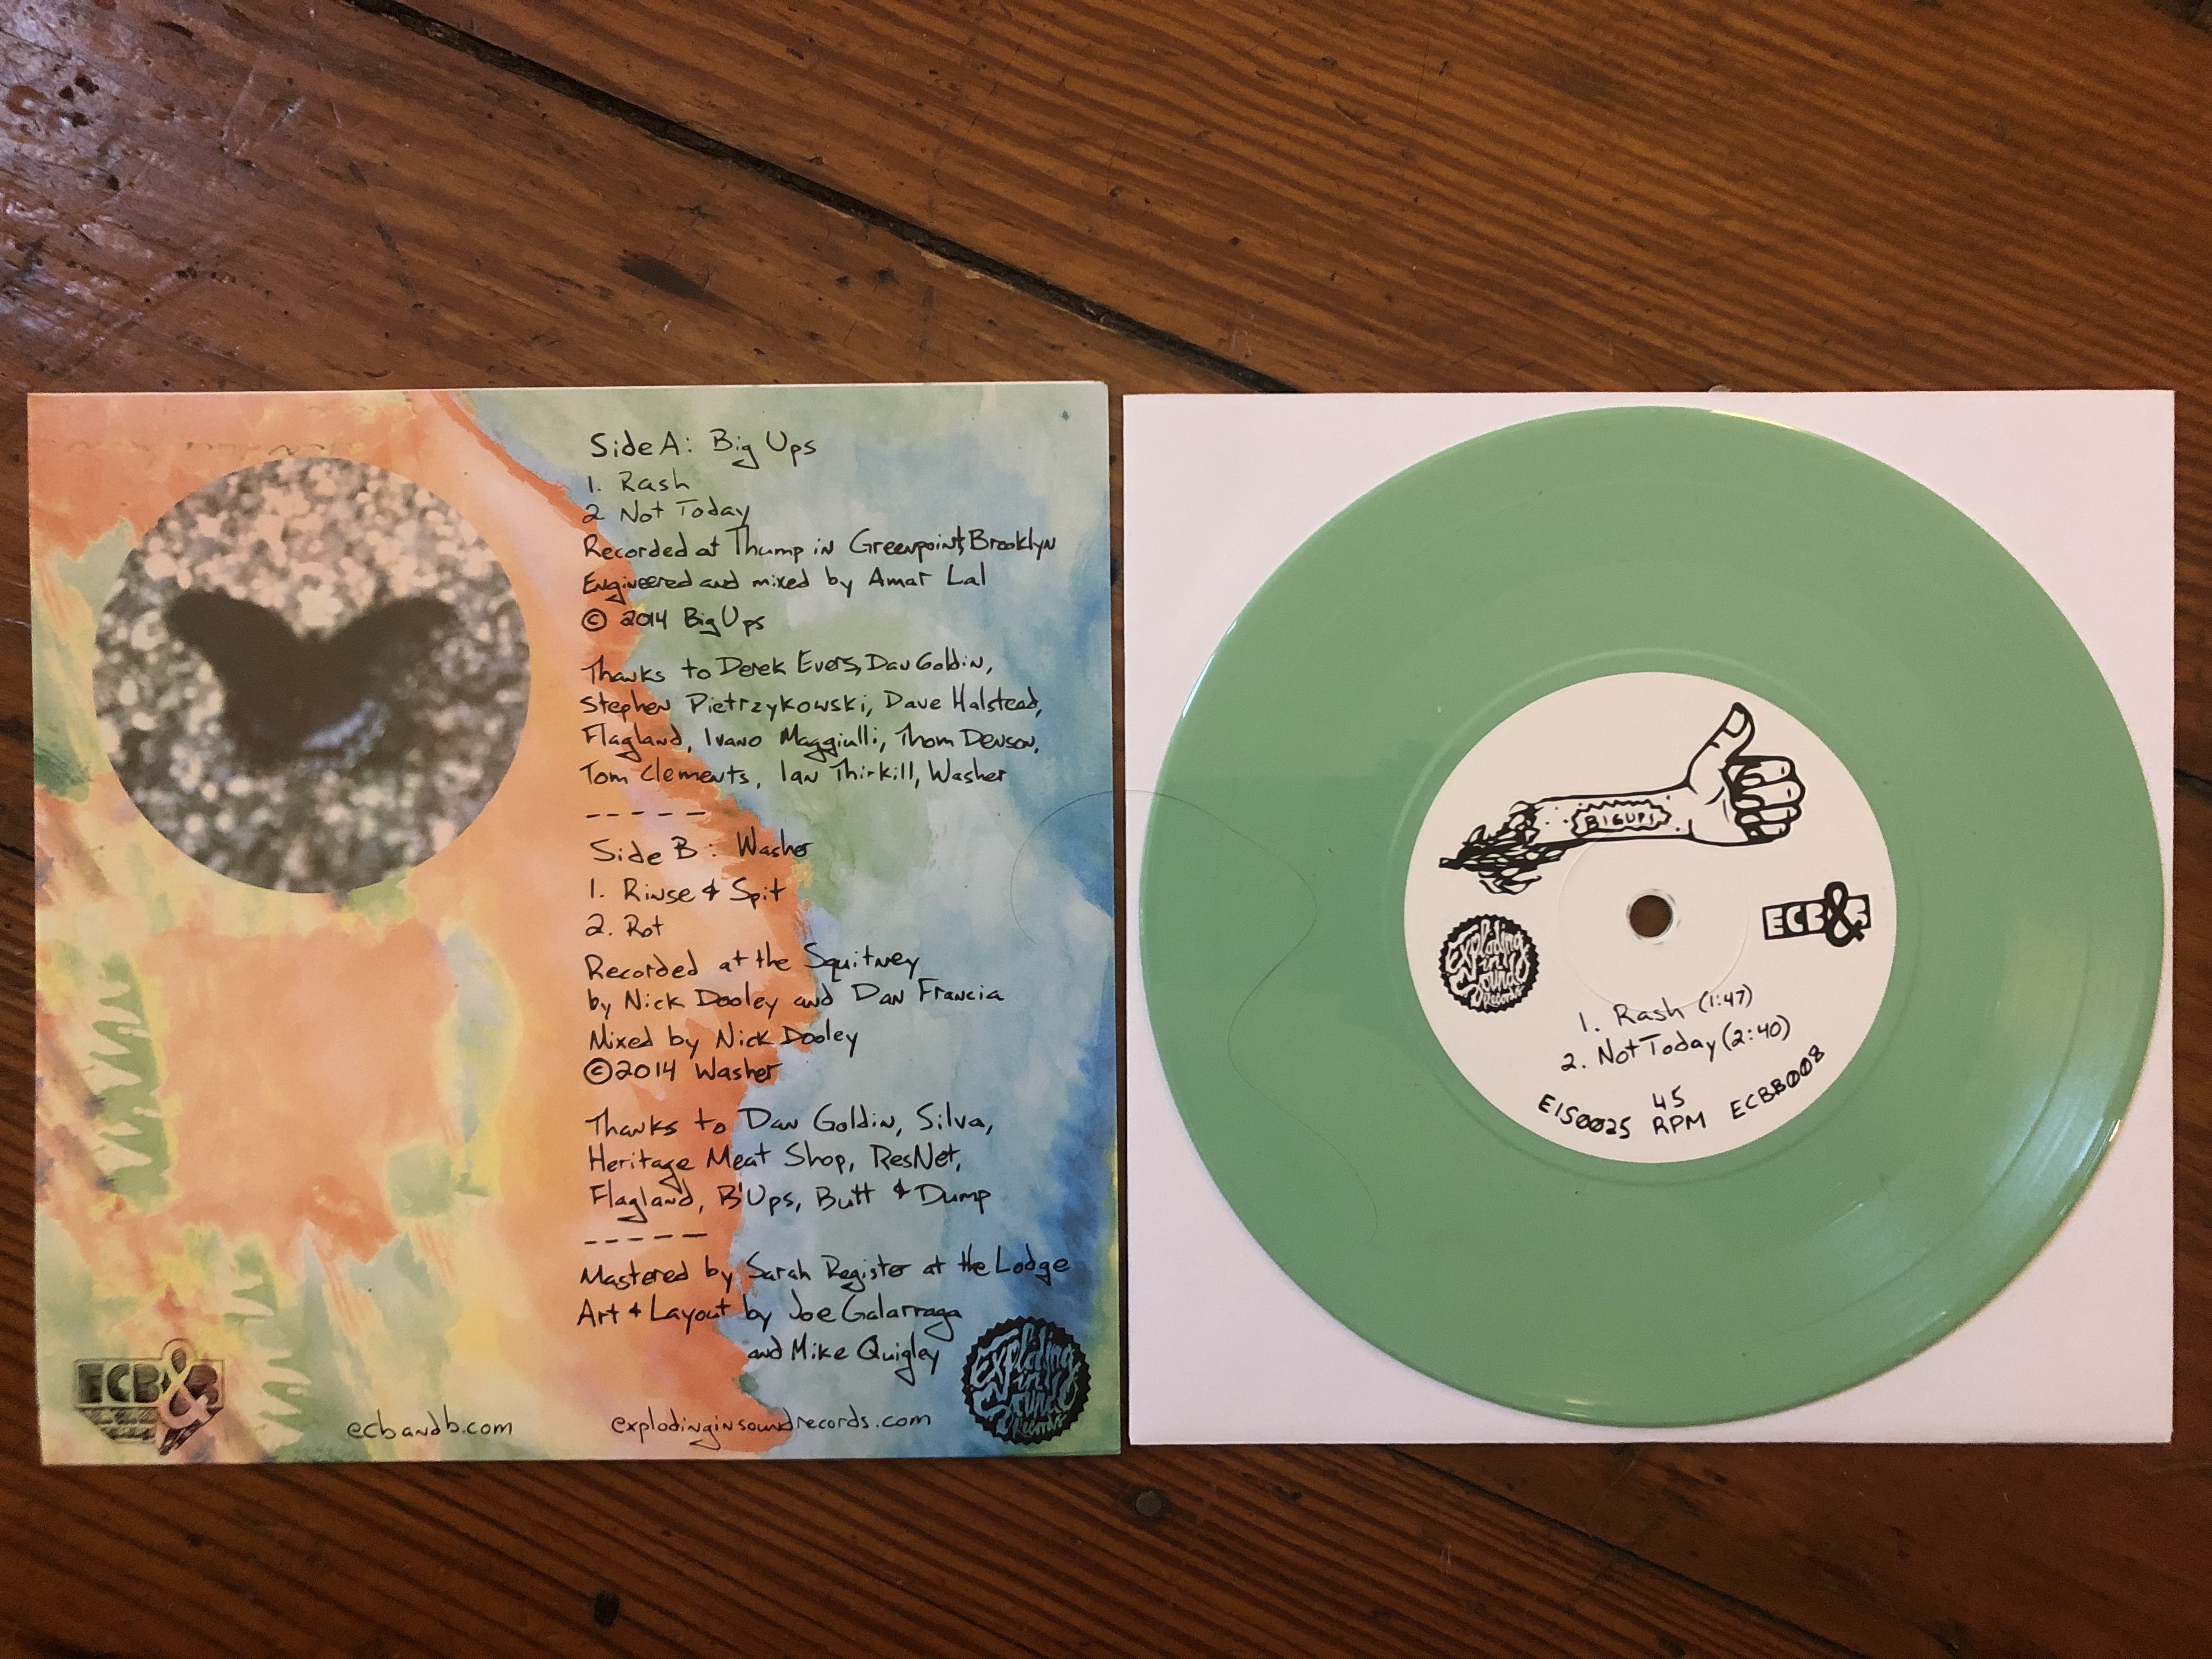 Side A: Big Ups
1. Rash
2 Not Today
Recorded at Thump in Greenpoint, Brooklyn
Engineered and mixed by Amar Lal
© 2014 Big Ups
Thanks to Derek Evers, Dan Goldin,
Stephen Pietrzykowski, Dave Halstead,
Flagland, Ivano Maggiulli, Thom Denson,
Tom Clements, Ian Thirkill, Washer
-----
Side B: Washer
1. Rinse & Spit
2. Rot
Recorded at the Squitney
by Nick Dooley and Dan Francia
Mixed by Nick Dooley
©2014 Washer
Thanks to Dan Goldin, Silva,
Heritage Meat Shop, ResNet,
Flagland, B'Ups, Butt & Dump
-----
Mastered by Sarah Register at the Lodge
Art & Layout by Joe Galarraga
and Mike Quigley
ECB&B
ecbandb.com
explodinginsoundrecords.com
Exploding
in
Sound
Records
BIG UPS
ECB&B
Exploding
in
Sound
Records
1. Rash (1:47)
2. Not Today (2:40)
45
EIS0025 RPM ECBB008